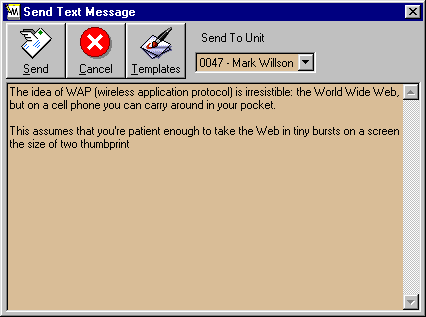 Send Text Message
Send
Cancel
Templates
Send To Unit
0047 - Mark Willson
The idea of WAP (wireless application protocol) is irresistible: the World Wide Web,
but on a cell phone you can carry around in your pocket.
This assumes that you're patient enough to take the Web in tiny bursts on a screen
the size of two thumbprint